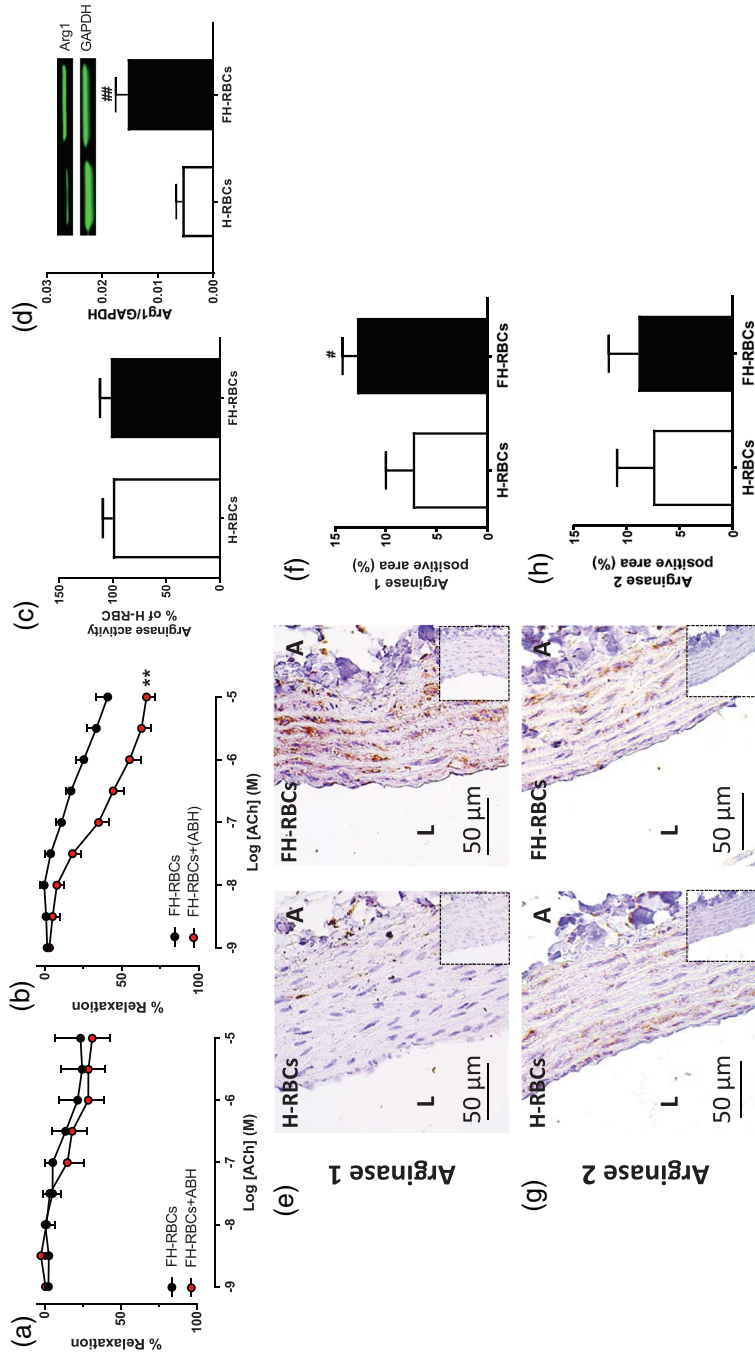 (a)
0
50
100
% Relaxation
FH-RBCs
FH-RBCs+ABH
-9
-8
-7
-6
-5
Log [ACh] (M)
(b)
0
50
100
% Relaxation
FH-RBCs
FH-RBCs+(ABH)
**
-9
-8
-7
-6
-5
Log [ACh] (M)
(c)
150
100
50
0
Arginase activity
% of H-RBC
H-RBCs
FH-RBCs
(d)
Arg1
GAPDH
0.03
0.02
0.01
0.00
Arg1/GAPDH
##
H-RBCs
FH-RBCs
(e)
Arginase 1
H-RBCs
A
L
50 µm
FH-RBCs
A
L
50 µm
(f)
15
10
5
0
Arginase 1
positive area (%)
#
H-RBCs
FH-RBCs
(g)
Arginase 2
H-RBCs
A
L
50 µm
FH-RBCs
A
L
50 µm
(h)
15
10
5
0
Arginase 2
positive area (%)
H-RBCs
FH-RBCs